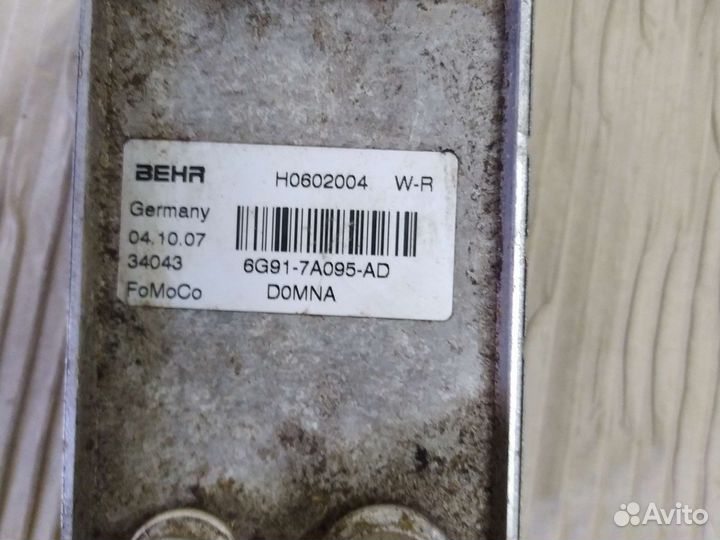 BEHR H0602004 W-R
Germany
04.10.07
34043 6G91-7A095-AD
FoMoCo D0MNA
Avito